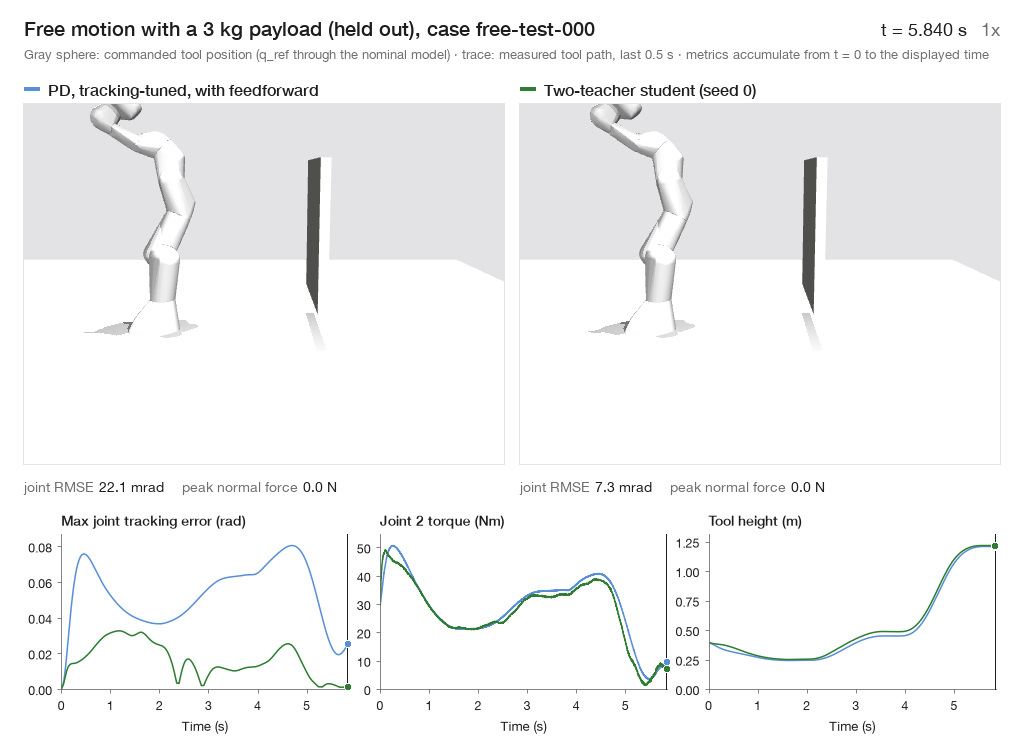 Free motion with a 3 kg payload (held out), case free-test-000
t = 5.840 s 1x
Gray sphere: commanded tool position (q_ref through the nominal model) · trace: measured tool path, last 0.5 s · metrics accumulate from t = 0 to the displayed time
PD, tracking-tuned, with feedforward
Two-teacher student (seed 0)
joint RMSE 22.1 mrad peak normal force 0.0 N
joint RMSE 7.3 mrad peak normal force 0.0 N
Max joint tracking error (rad)
0.08
0.06
0.04
0.02
0.00
0 1 2 3 4 5
Time (s)
Joint 2 torque (Nm)
50
40
30
20
10
0
0 1 2 3 4 5
Time (s)
Tool height (m)
1.25
1.00
0.75
0.50
0.25
0.00
0 1 2 3 4 5
Time (s)